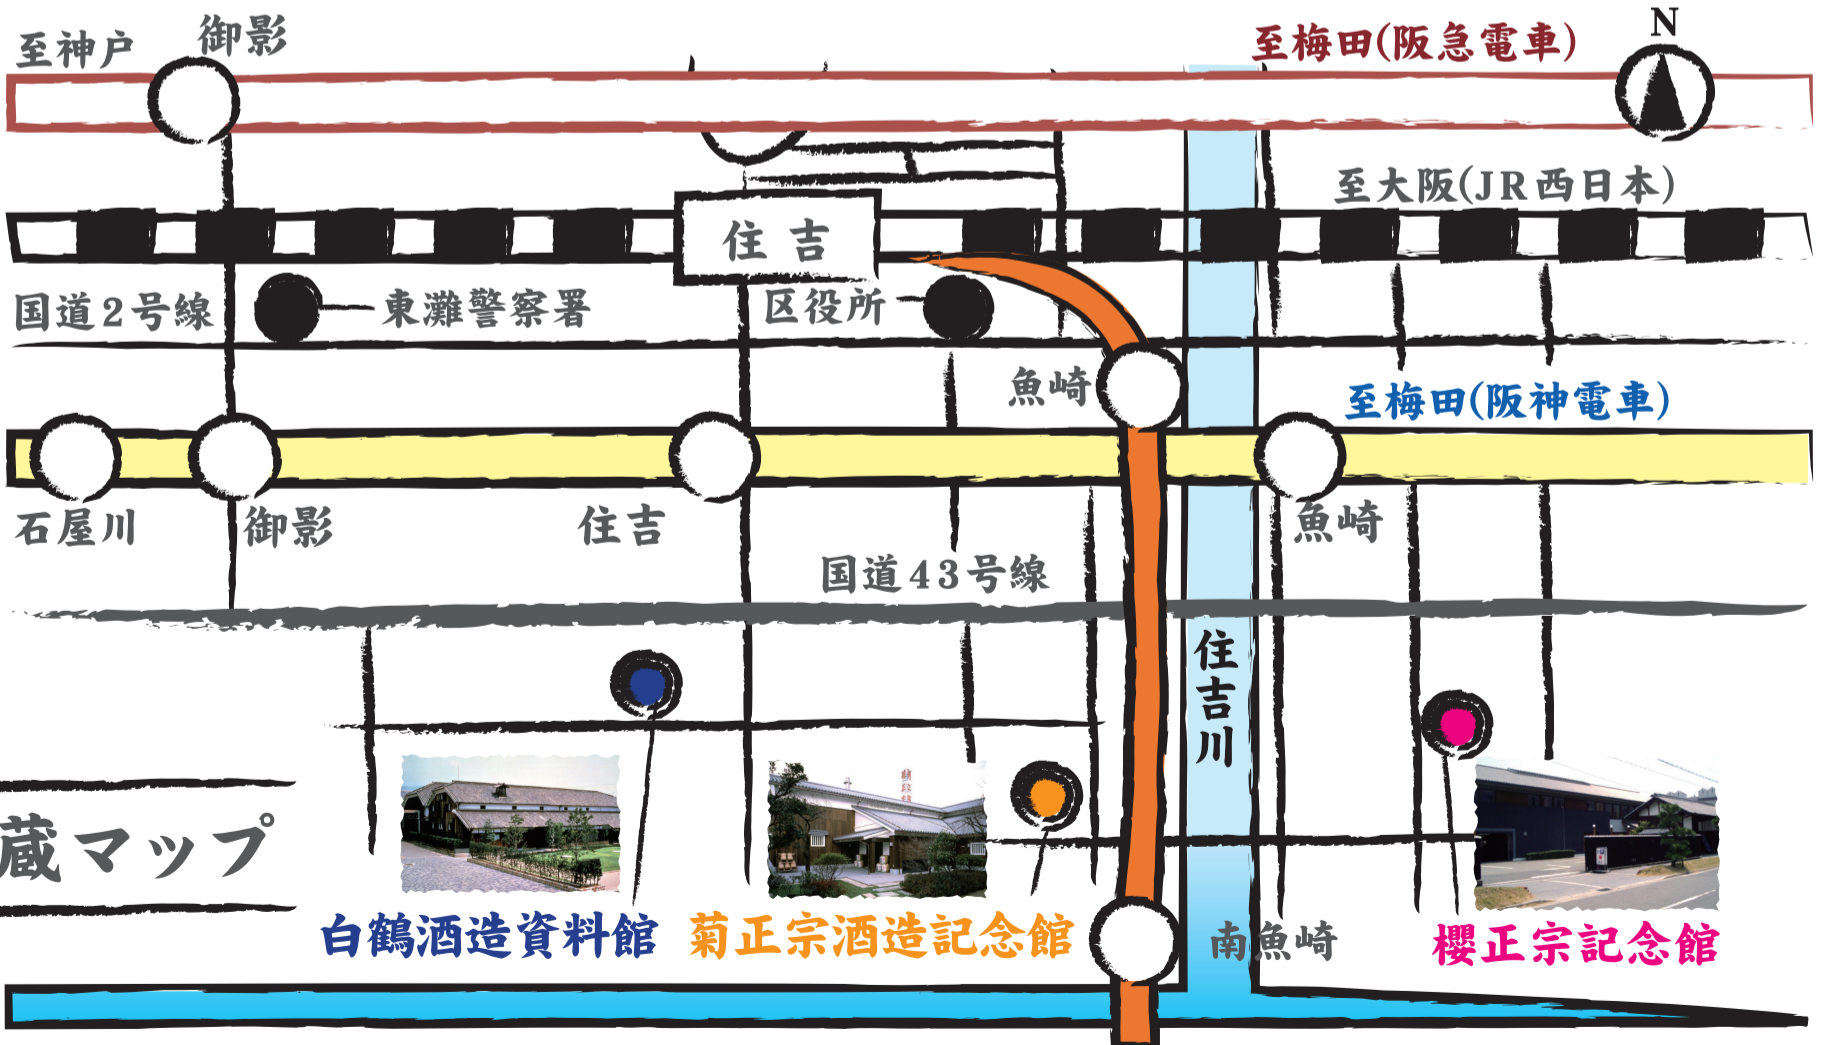 N
至神戸
御影
至梅田(阪急電車)
至大阪(JR西日本)
住吉
国道2号線
東灘警察署
区役所
魚崎
至梅田(阪神電車)
石屋川
御影
住吉
魚崎
国道43号線
住吉川
蔵マップ
白鶴酒造資料館
菊正宗酒造記念館
南魚崎
櫻正宗記念館